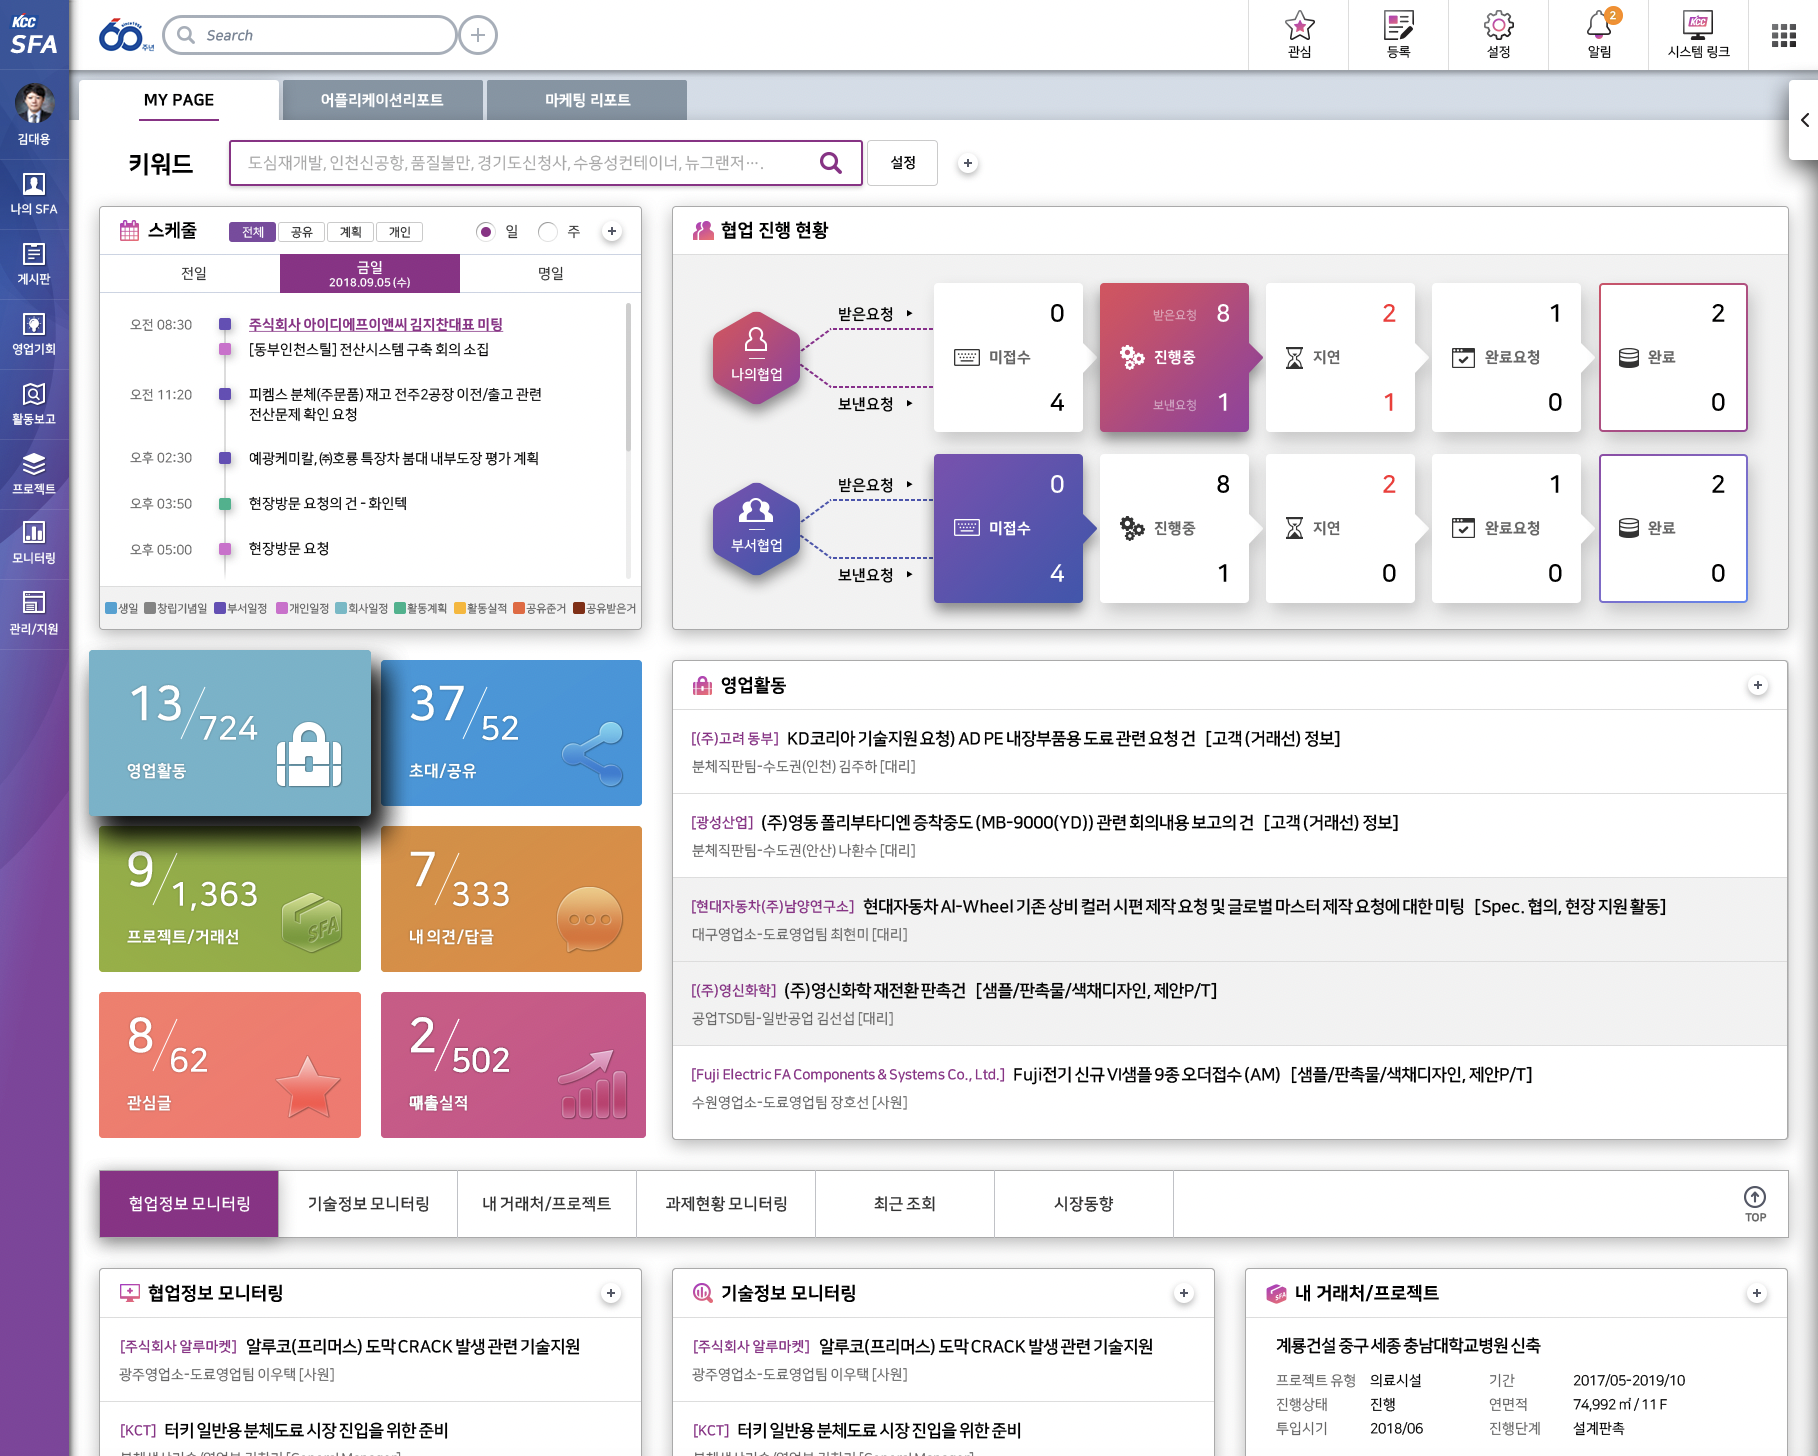 KCC
SFA
김대용
나의 SFA
게시판
영업기회
활동보고
프로젝트
모니터링
관리/지원
60주년
Search
관심
등록
설정
알림
2
시스템 링크
KCC
MY PAGE
어플리케이션리포트
마케팅 리포트
키워드
도심재개발, 인천신공항, 품질불만, 경기도신청사, 수용성컨테이너, 뉴그랜저….
설정
스케줄
전체
공유
계획
개인
일
주
전일
금일
2018.09.05 (수)
명일
오전 08:30
주식회사 아이디에프이앤씨 김지찬대표 미팅
[동부인천스틸] 전산시스템 구축 회의 소집
오전 11:20
피켐스 분체(주문품) 재고 전주2공장 이전/출고 관련
전산문제 확인 요청
오후 02:30
예광케미칼, ㈜호룡 특장차 붐대 내부도장 평가 계획
오후 03:50
현장방문 요청의 건 - 화인텍
오후 05:00
현장방문 요청
생일 창립기념일 부서일정 개인일정 회사일정 활동계획 활동실적 공유준거 공유받은거
협업 진행 현황
나의협업
받은요청
보낸요청
0
미접수
4
받은요청 8
진행중
보낸요청 1
2
지연
1
1
완료요청
0
2
완료
0
부서협업
받은요청
보낸요청
0
미접수
4
8
진행중
1
2
지연
0
1
완료요청
0
2
완료
0
13/724
영업활동
37/52
초대/공유
9/1,363
프로젝트/거래선
SFA
7/333
내 의견/답글
8/62
관심글
2/502
매출실적
영업활동
[(주)고려 동부] KD코리아 기술지원 요청) AD PE 내장부품용 도료 관련 요청 건 [고객 (거래선) 정보]
분체직판팀-수도권(인천) 김주하 [대리]
[광성산업] (주)영동 폴리부타디엔 증착중도 (MB-9000(YD)) 관련 회의내용 보고의 건 [고객 (거래선) 정보]
분체직판팀-수도권(안산) 나환수 [대리]
[현대자동차(주)남양연구소] 현대자동차 AI-Wheel 기존 상비 컬러 시편 제작 요청 및 글로벌 마스터 제작 요청에 대한 미팅 [Spec. 협의, 현장 지원 활동]
대구영업소-도료영업팀 최현미 [대리]
[(주)영신화학] (주)영신화학 재전환 판촉건 [샘플/판촉물/색채디자인, 제안P/T]
공업TSD팀-일반공업 김선섭 [대리]
[Fuji Electric FA Components & Systems Co., Ltd.] Fuji전기 신규 VI샘플 9종 오더접수 (AM) [샘플/판촉물/색채디자인, 제안P/T]
수원영업소-도료영업팀 장호선 [사원]
협업정보 모니터링
기술정보 모니터링
내 거래처/프로젝트
과제현황 모니터링
최근 조회
시장동향
TOP
협업정보 모니터링
[주식회사 알루마켓] 알루코(프리머스) 도막 CRACK 발생 관련 기술지원
광주영업소-도료영업팀 이우택 [사원]
[KCT] 터키 일반용 분체도료 시장 진입을 위한 준비
기술정보 모니터링
[주식회사 알루마켓] 알루코(프리머스) 도막 CRACK 발생 관련 기술지원
광주영업소-도료영업팀 이우택 [사원]
[KCT] 터키 일반용 분체도료 시장 진입을 위한 준비
SFA
내 거래처/프로젝트
계룡건설 중구 세종 충남대학교병원 신축
프로젝트 유형 의료시설 기간 2017/05-2019/10
진행상태 진행 연면적 74,992 ㎡ / 11 F
투입시기 2018/06 진행단계 설계판촉